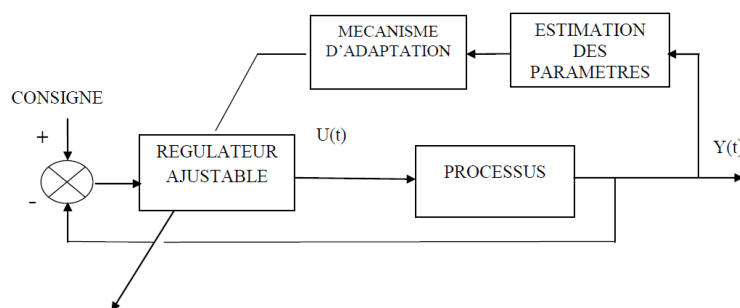 MECANISME
D'ADAPTATION
ESTIMATION
DES
PARAMETRES
CONSIGNE
+
-
REGULATEUR
AJUSTABLE
U(t)
PROCESSUS
Y(t)